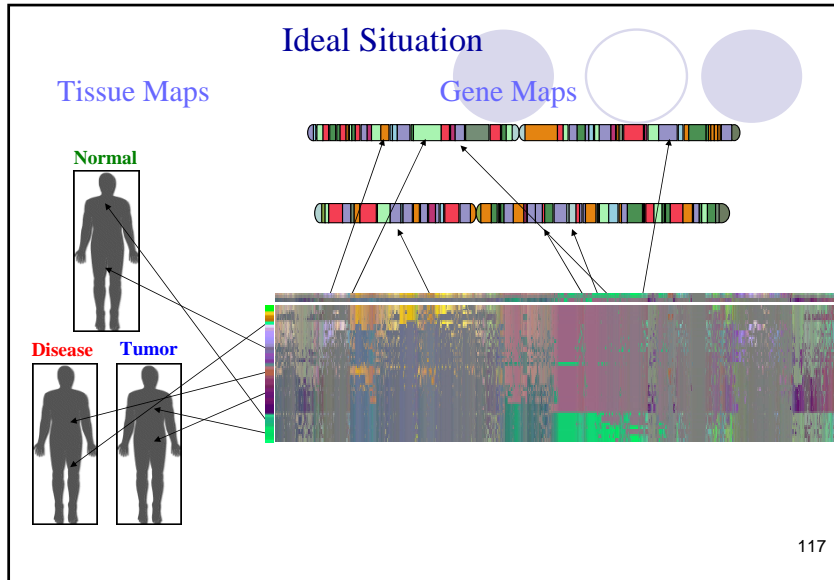 Ideal Situation
Tissue Maps
Gene Maps
Normal
Disease
Tumor
117